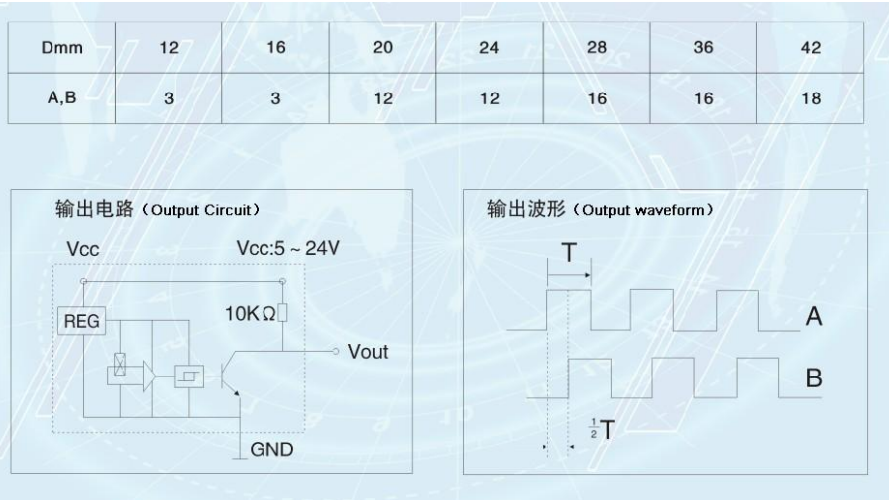 Dmm 12 16 20 24 28 36 42
A,B 3 3 12 12 16 16 18
输出电路（Output Circuit）
Vcc Vcc:5 ~ 24V
REG 10KΩ
Vout
GND
输出波形（Output waveform）
T
A
B
½T